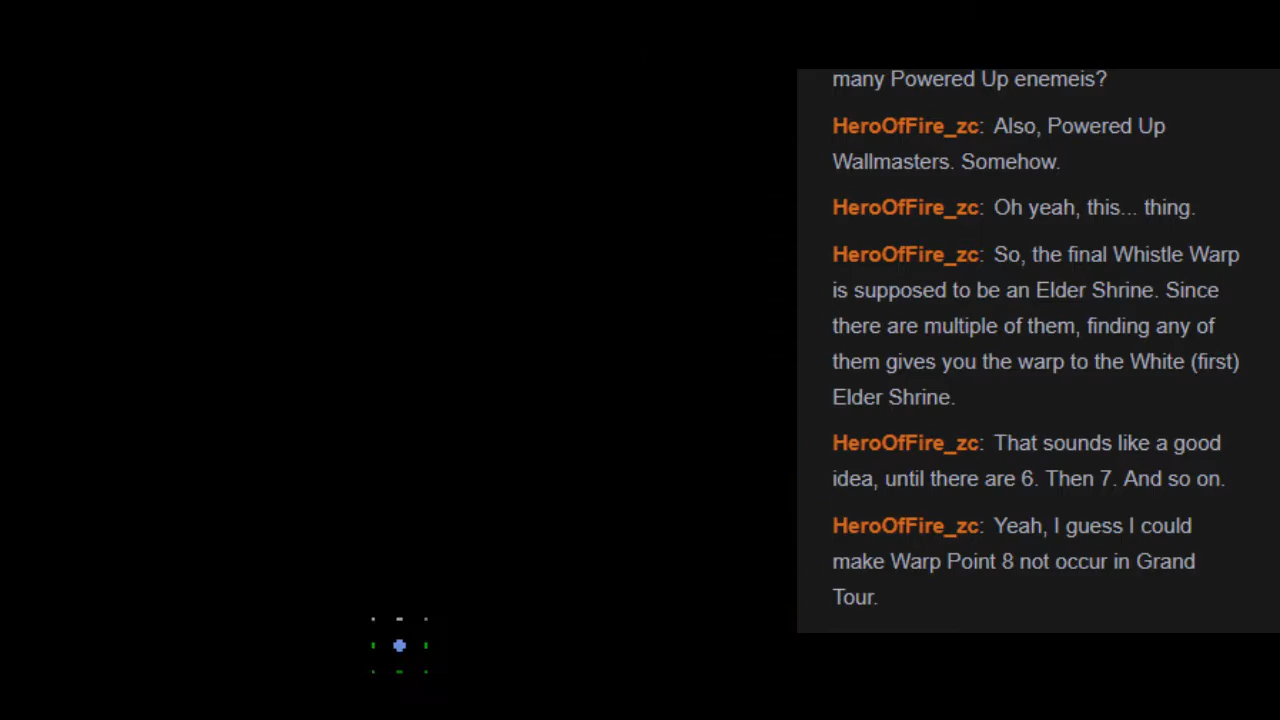 many Powered Up enemeis?
HeroOfFire_zc: Also, Powered Up
Wallmasters. Somehow.
HeroOfFire_zc: Oh yeah, this... thing.
HeroOfFire_zc: So, the final Whistle Warp
is supposed to be an Elder Shrine. Since
there are multiple of them, finding any of
them gives you the warp to the White (first)
Elder Shrine.
HeroOfFire_zc: That sounds like a good
idea, until there are 6. Then 7. And so on.
HeroOfFire_zc: Yeah, I guess I could
make Warp Point 8 not occur in Grand
Tour.